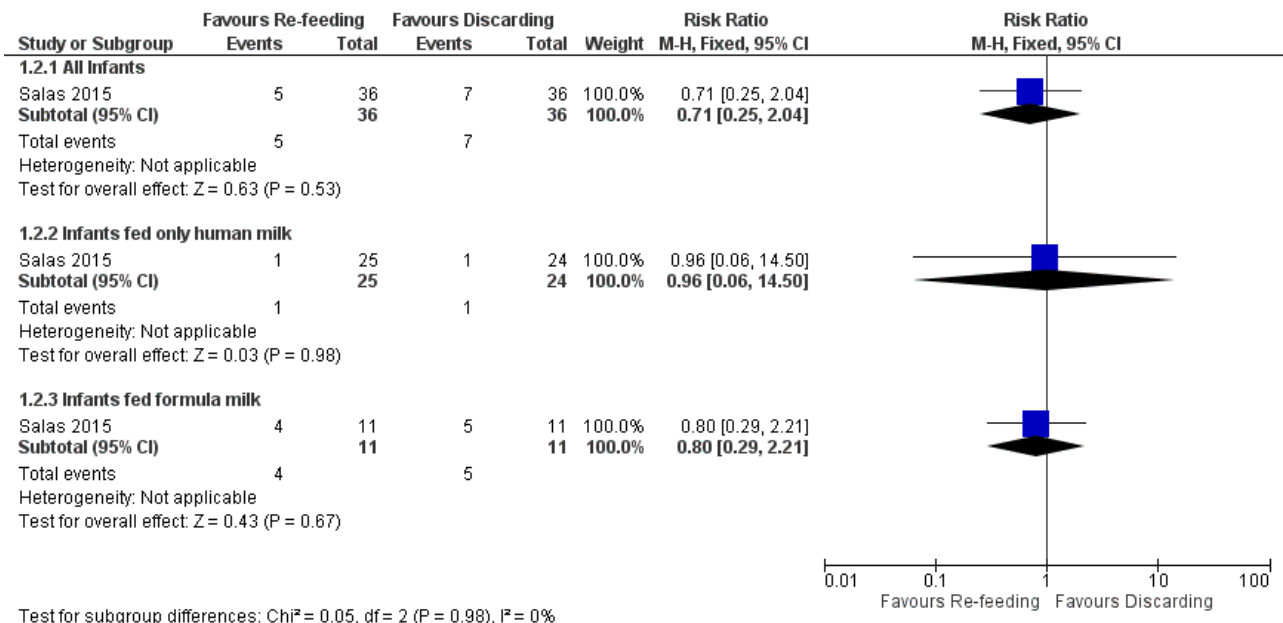 Favours Re-feeding Favours Discarding Risk Ratio Risk Ratio
Study or Subgroup Events Total Events Total Weight M-H, Fixed, 95% CI M-H, Fixed, 95% CI
1.2.1 All Infants
Salas 2015 5 36 7 36 100.0% 0.71 [0.25, 2.04]
Subtotal (95% CI) 36 36 100.0% 0.71 [0.25, 2.04]
Total events 5 7
Heterogeneity: Not applicable
Test for overall effect: Z = 0.63 (P = 0.53)
1.2.2 Infants fed only human milk
Salas 2015 1 25 1 24 100.0% 0.96 [0.06, 14.50]
Subtotal (95% CI) 25 24 100.0% 0.96 [0.06, 14.50]
Total events 1 1
Heterogeneity: Not applicable
Test for overall effect: Z = 0.03 (P = 0.98)
1.2.3 Infants fed formula milk
Salas 2015 4 11 5 11 100.0% 0.80 [0.29, 2.21]
Subtotal (95% CI) 11 11 100.0% 0.80 [0.29, 2.21]
Total events 4 5
Heterogeneity: Not applicable
Test for overall effect: Z = 0.43 (P = 0.67)
0.01 0.1 1 10 100
Favours Re-feeding Favours Discarding
Test for subgroup differences: Chi² = 0.05, df = 2 (P = 0.98), I² = 0%